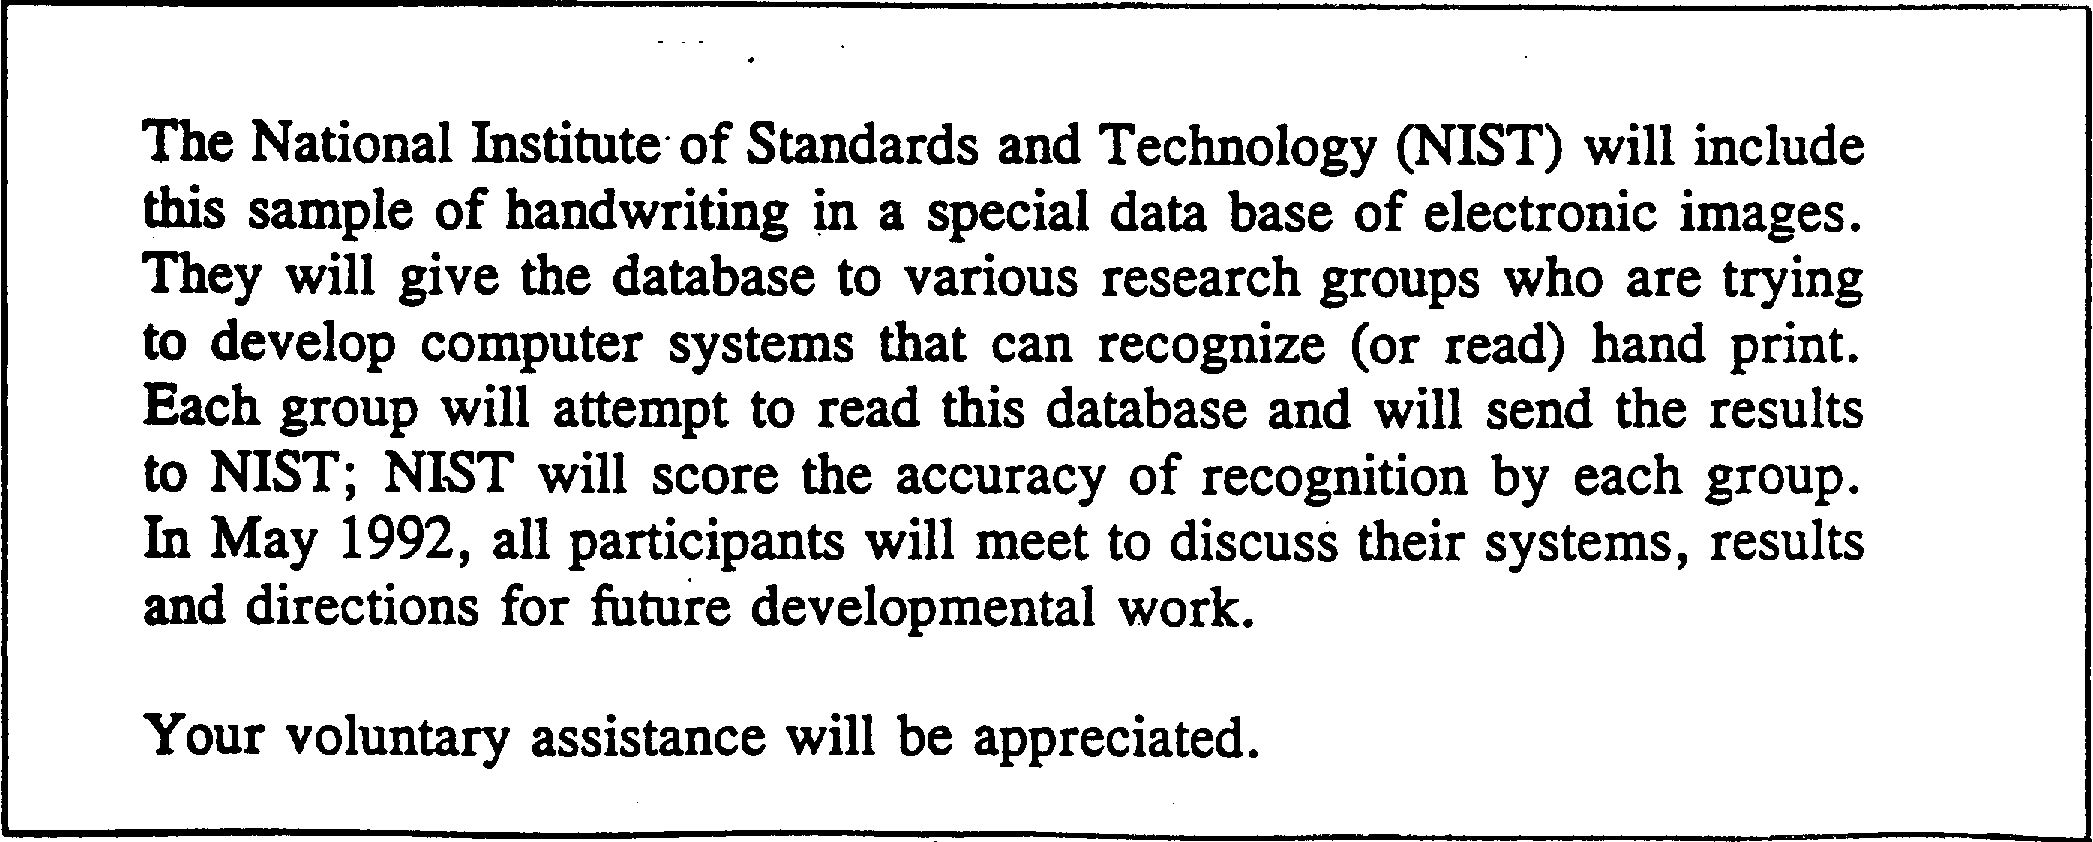 The National Institute of Standards and Technology (NIST) will include
this sample of handwriting in a special data base of electronic images.
They will give the database to various research groups who are trying
to develop computer systems that can recognize (or read) hand print.
Each group will attempt to read this database and will send the results
to NIST; NIST will score the accuracy of recognition by each group.
In May 1992, all participants will meet to discuss their systems, results
and directions for future developmental work.
Your voluntary assistance will be appreciated.